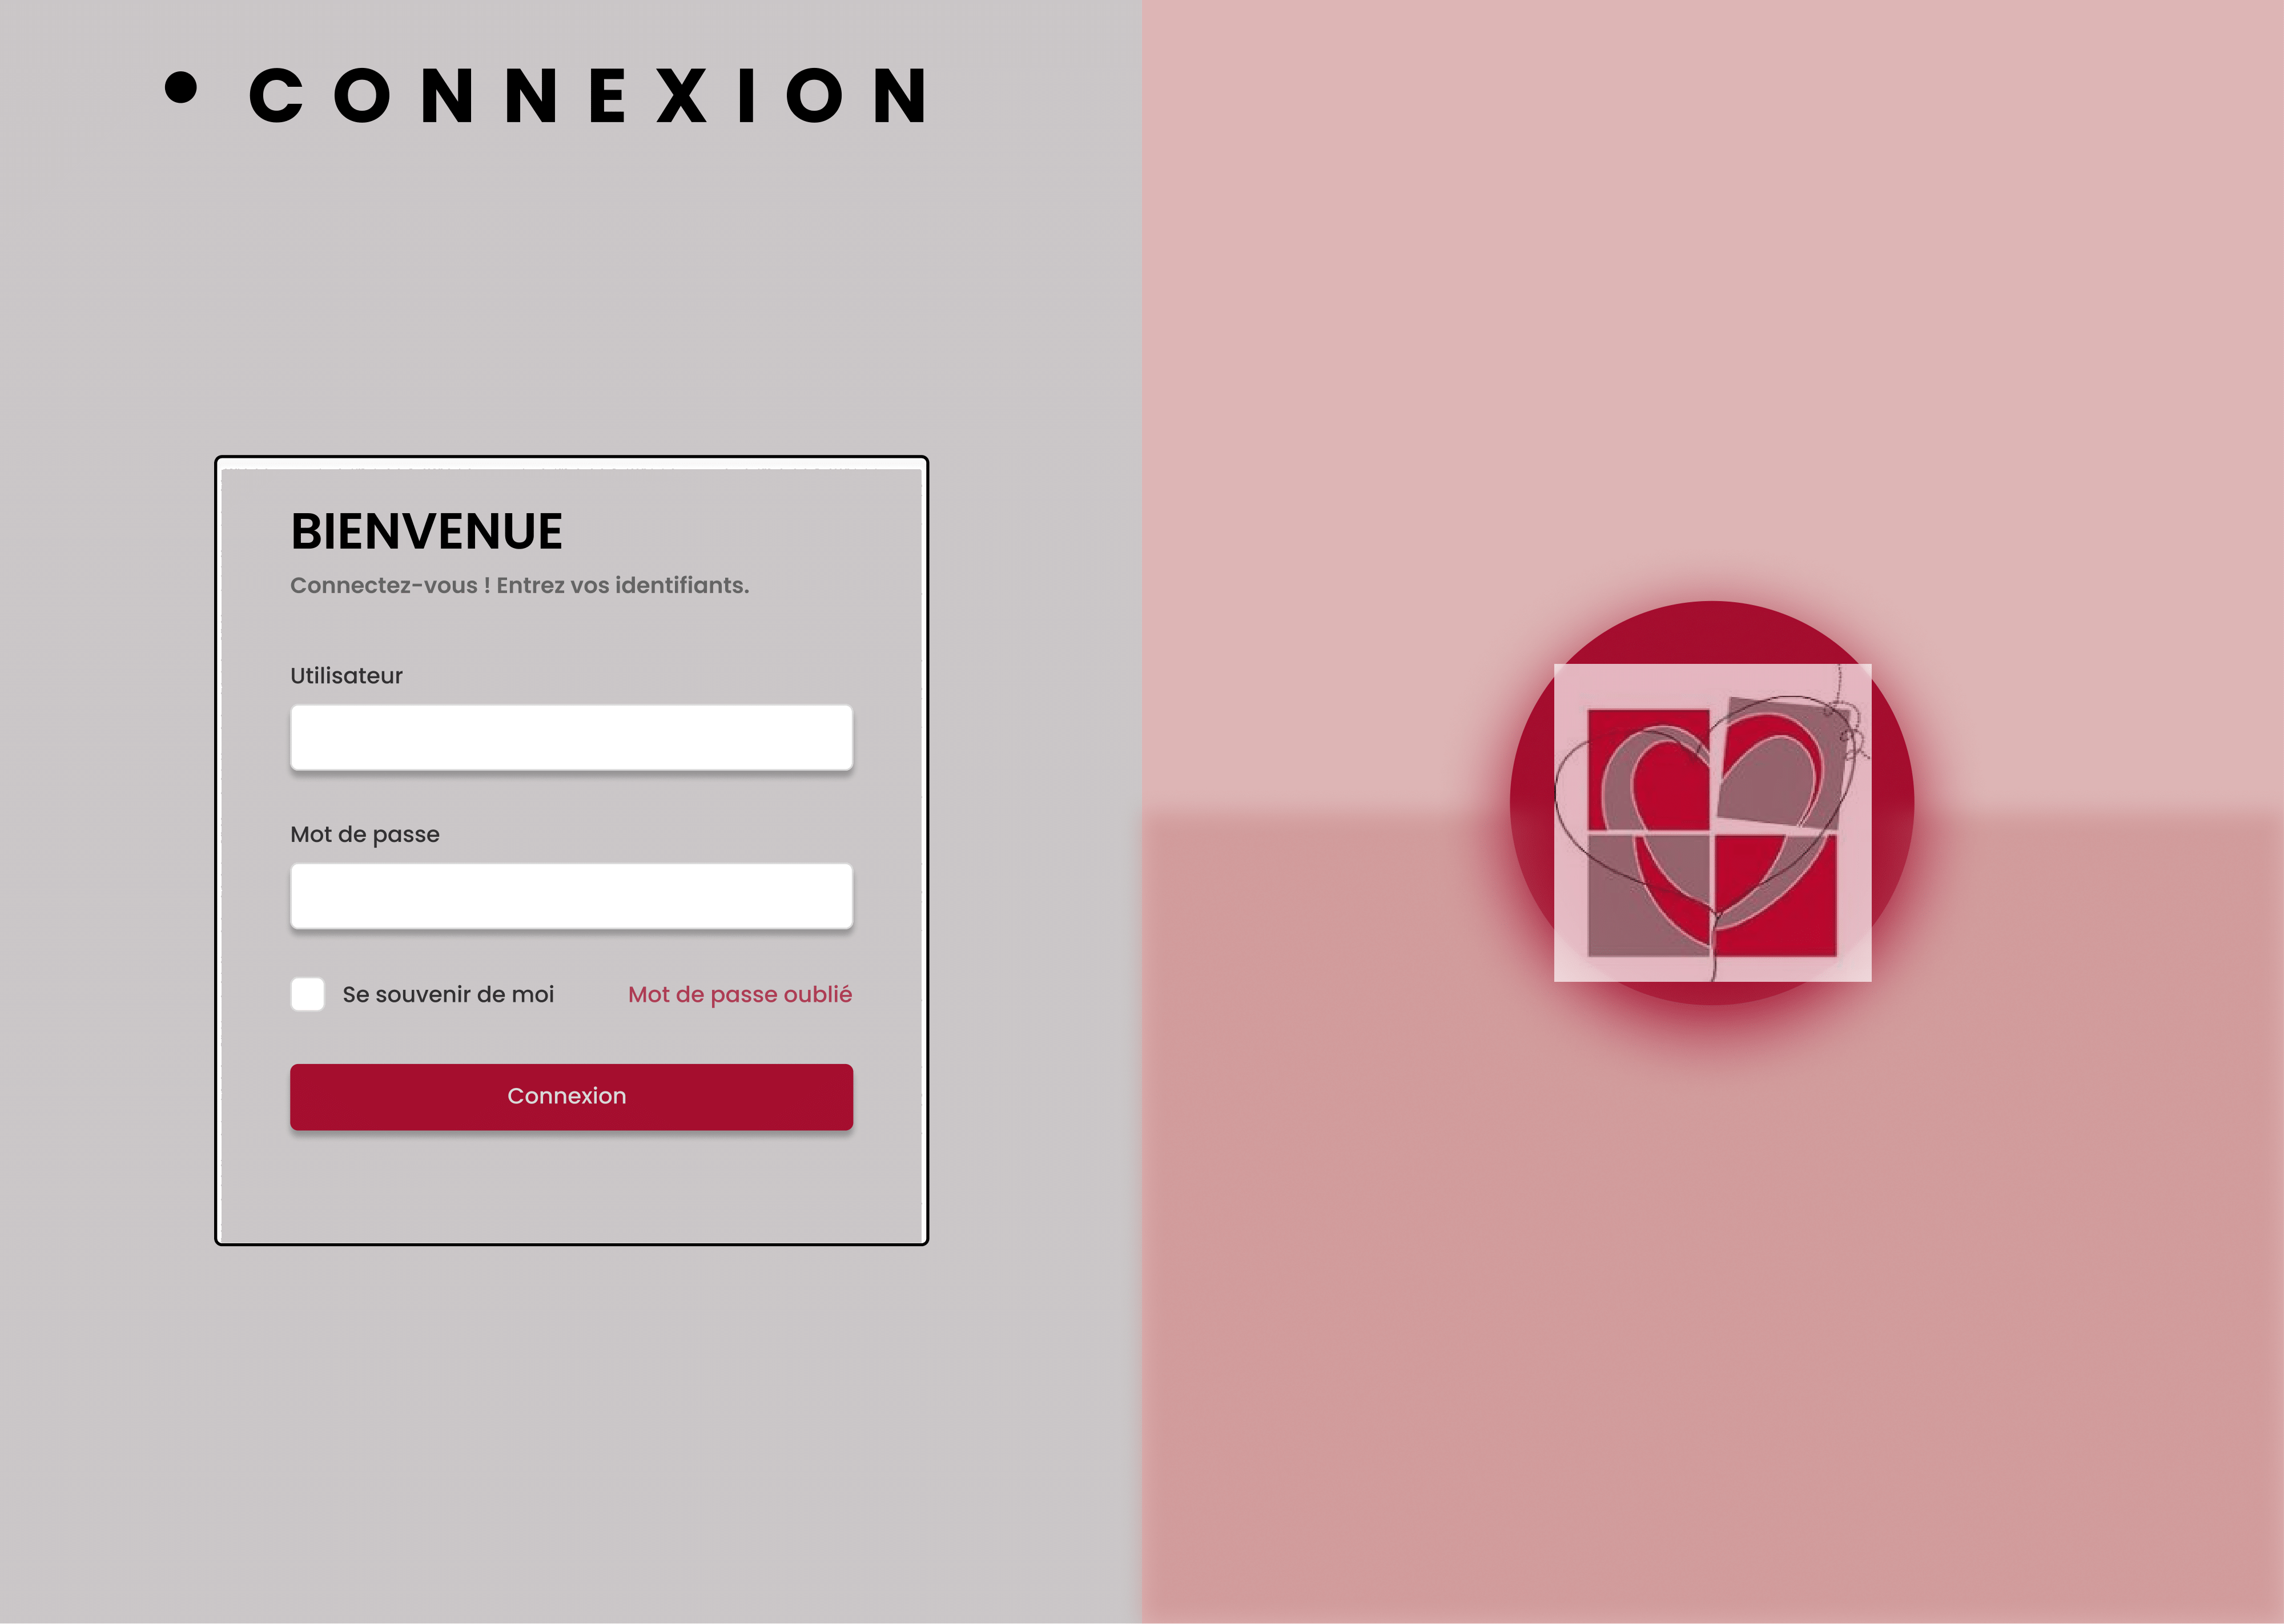 • CONNEXION
BIENVENUE
Connectez-vous ! Entrez vos identifiants.
Utilisateur
Mot de passe
Se souvenir de moi
Mot de passe oublié
Connexion